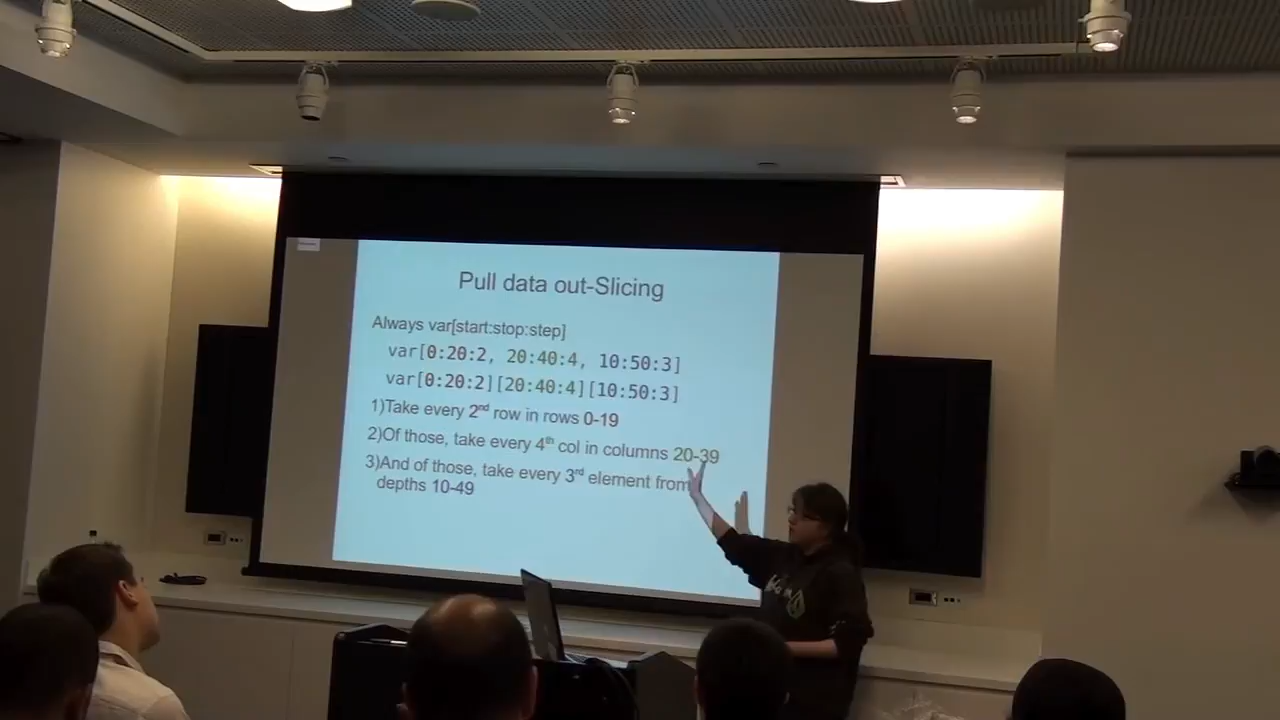 Pull data out-Slicing
Always var[start:stop:step]
var[0:20:2, 20:40:4, 10:50:3]
var[0:20:2][20:40:4][10:50:3]
1)Take every 2nd row in rows 0-19
2)Of those, take every 4th col in columns 20-39
3)And of those, take every 3rd element from
depths 10-49